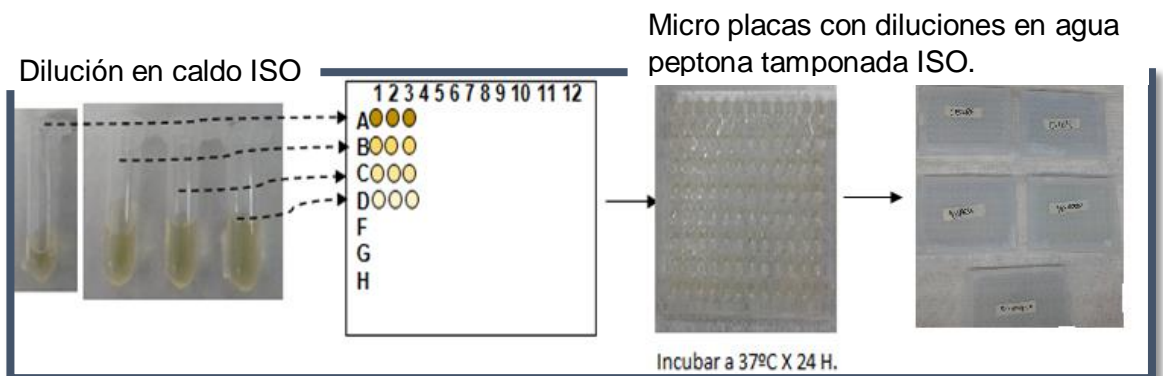 Dilución en caldo ISO
Micro placas con diluciones en agua
peptona tamponada ISO.
1 2 3 4 5 6 7 8 9 10 11 12
A
B
C
D
F
G
H
Incubar a 37ºC X 24 H.